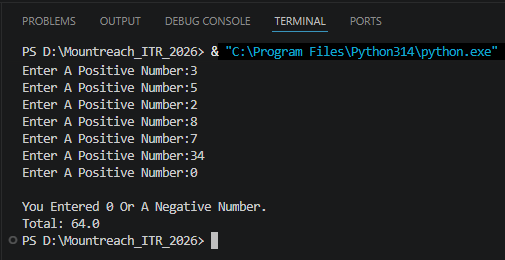 PROBLEMS OUTPUT DEBUG CONSOLE TERMINAL PORTS
PS D:\Mountreach_ITR_2026> & "C:\Program Files\Python314\python.exe"
Enter A Positive Number:3
Enter A Positive Number:5
Enter A Positive Number:2
Enter A Positive Number:8
Enter A Positive Number:7
Enter A Positive Number:34
Enter A Positive Number:0
You Entered 0 Or A Negative Number.
Total: 64.0
PS D:\Mountreach_ITR_2026>